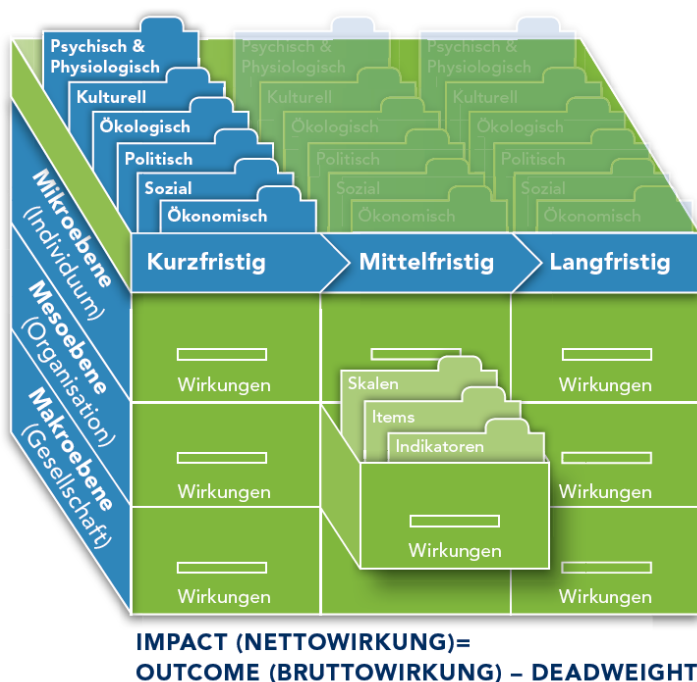 Psychisch &
Physiologisch
Kulturell
Ökologisch
Politisch
Sozial
Ökonomisch
Psychisch &
Physiologisch
Kulturell
Ökologisch
Politisch
Sozial
Ökonomisch
Psychisch &
Physiologisch
Kulturell
Ökologisch
Politisch
Sozial
Ökonomisch
Mikroebene
(Individuum)
Mesoebene
(Organisation)
Makroebene
(Gesellschaft)
Kurzfristig
Mittelfristig
Langfristig
Wirkungen
Wirkungen
Skalen
Items
Indikatoren
Wirkungen
Wirkungen
Wirkungen
Wirkungen
Wirkungen
IMPACT (NETTOWIRKUNG)=
OUTCOME (BRUTTOWIRKUNG) – DEADWEIGHT